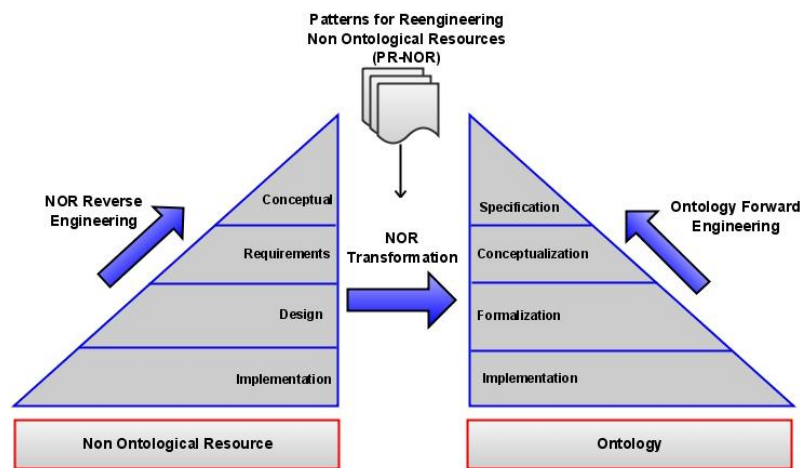 Patterns for Reengineering
Non Ontological Resources
(PR-NOR)
NOR Reverse
Engineering
Conceptual
Requirements
Design
Implementation
NOR
Transformation
Specification
Conceptualization
Formalization
Implementation
Ontology Forward
Engineering
Non Ontological Resource
Ontology